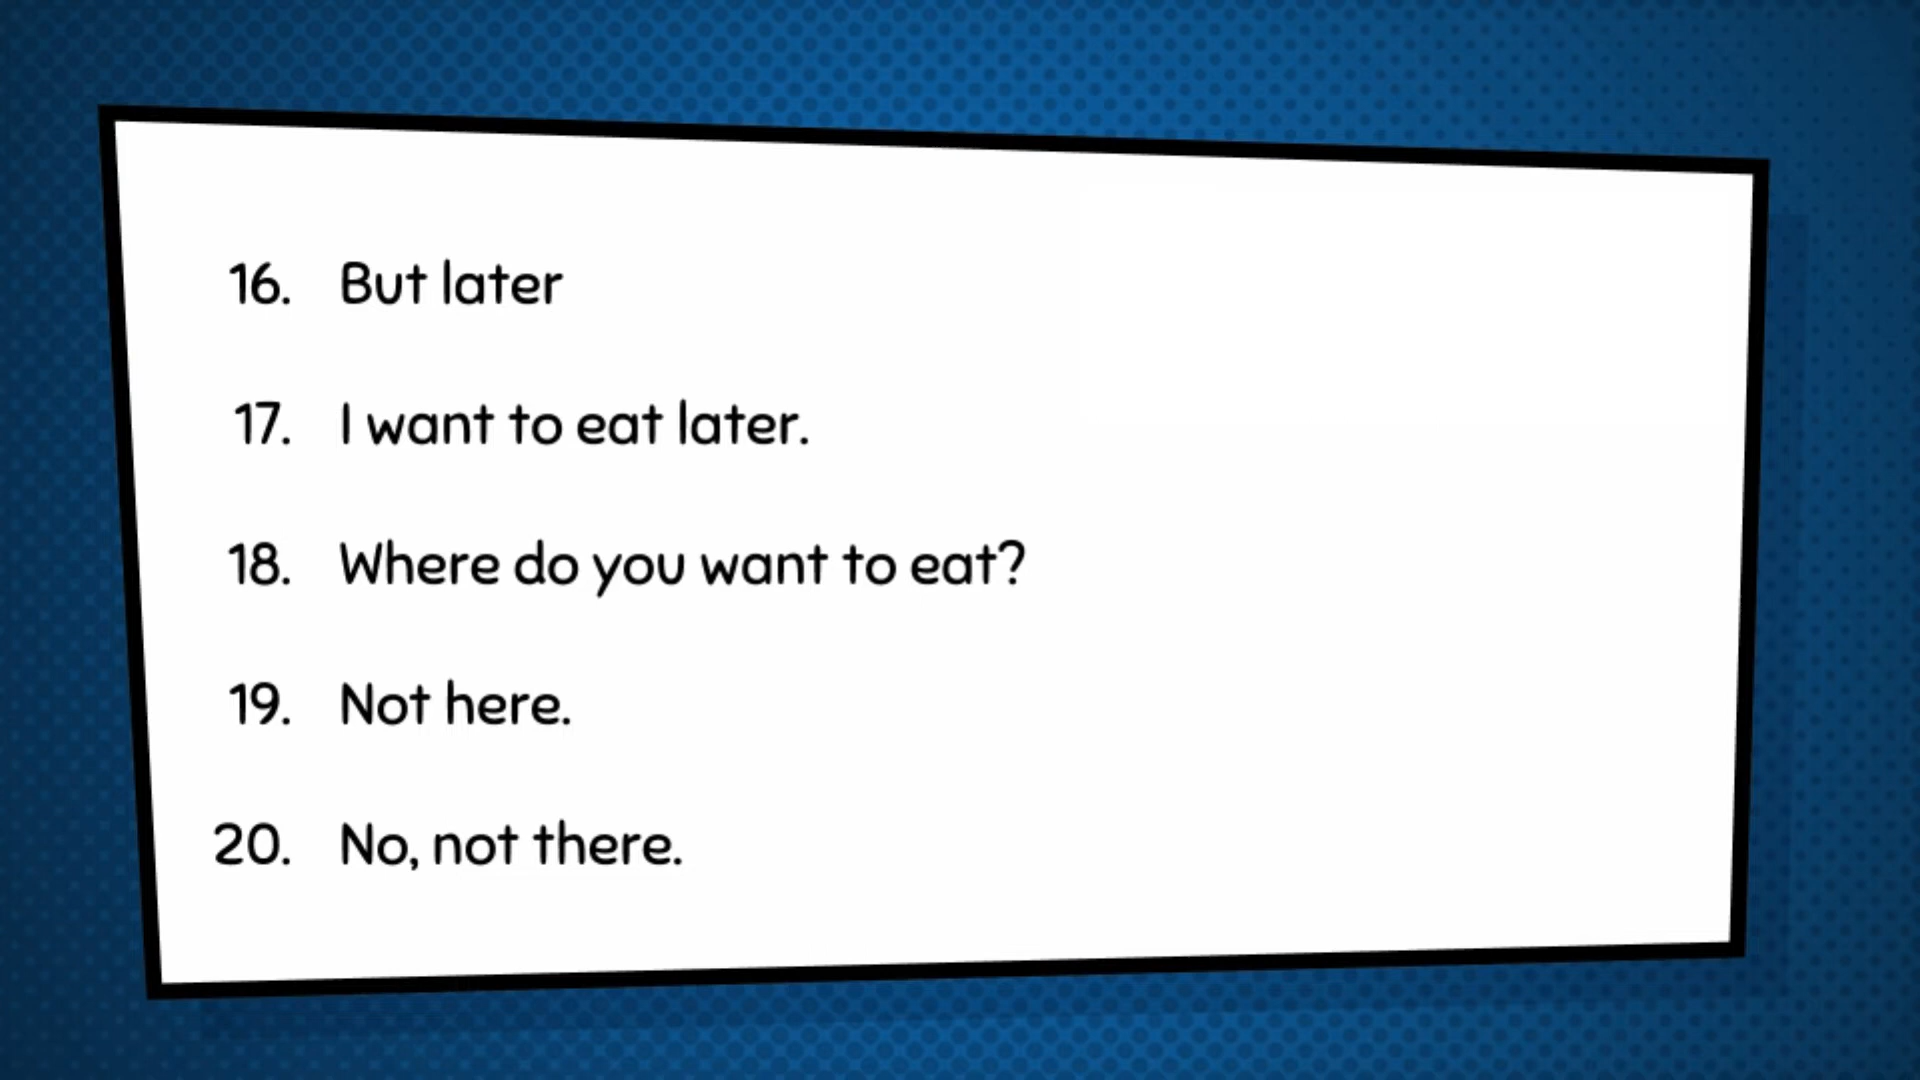 16. But later
17. I want to eat later.
18. Where do you want to eat?
19. Not here.
20. No, not there.